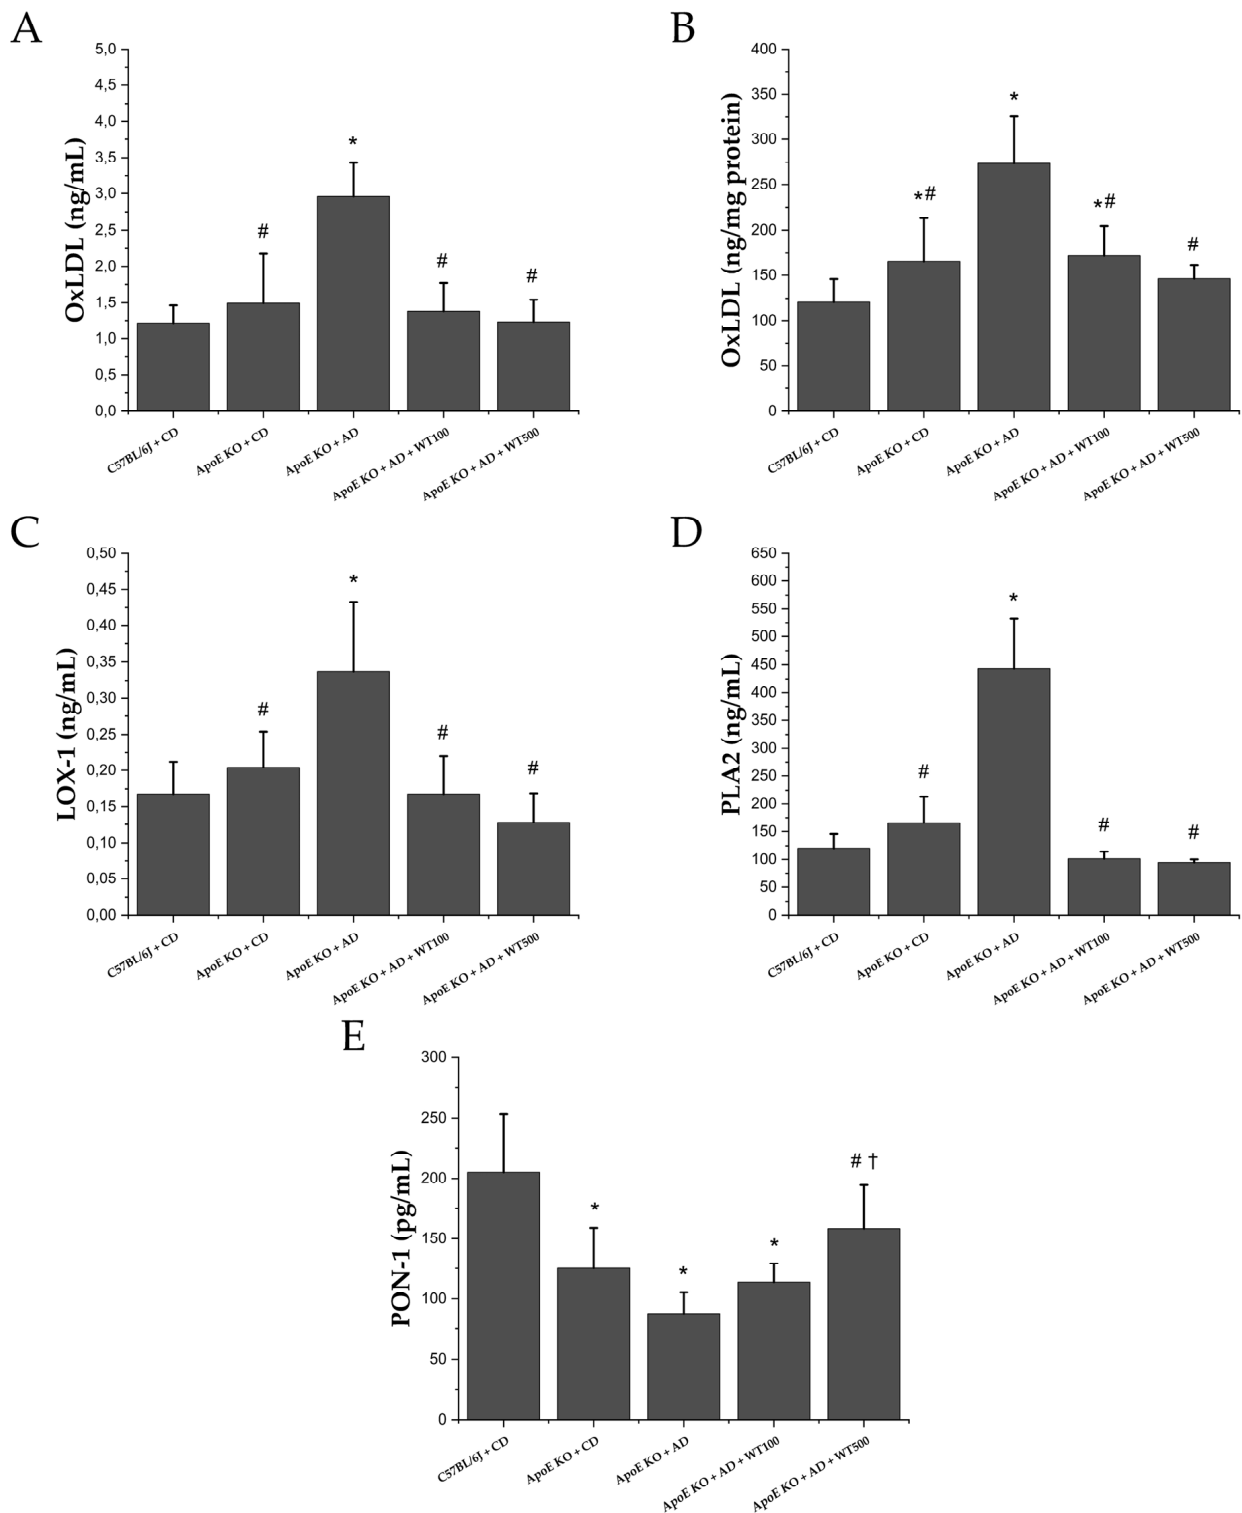 A
OxLDL (ng/mL)
5,0
4,5
4,0
3,5
3,0
2,5
2,0
1,5
1,0
0,5
0,0
#
*
#
#
C57BL/6J + CD
ApoE KO + CD
ApoE KO + AD
ApoE KO + AD + WT100
ApoE KO + AD + WT500
B
OxLDL (ng/mg protein)
400
350
300
250
200
150
100
50
0
*#
*
*#
#
C57BL/6J + CD
ApoE KO + CD
ApoE KO + AD
ApoE KO + AD + WT100
ApoE KO + AD + WT500
C
LOX-1 (ng/mL)
0,50
0,45
0,40
0,35
0,30
0,25
0,20
0,15
0,10
0,05
0,00
#
*
#
#
C57BL/6J + CD
ApoE KO + CD
ApoE KO + AD
ApoE KO + AD + WT100
ApoE KO + AD + WT500
D
PLA2 (ng/mL)
650
600
550
500
450
400
350
300
250
200
150
100
50
0
#
*
#
#
C57BL/6J + CD
ApoE KO + CD
ApoE KO + AD
ApoE KO + AD + WT100
ApoE KO + AD + WT500
E
PON-1 (pg/mL)
300
250
200
150
100
50
0
*
*
*
# †
C57BL/6J + CD
ApoE KO + CD
ApoE KO + AD
ApoE KO + AD + WT100
ApoE KO + AD + WT500